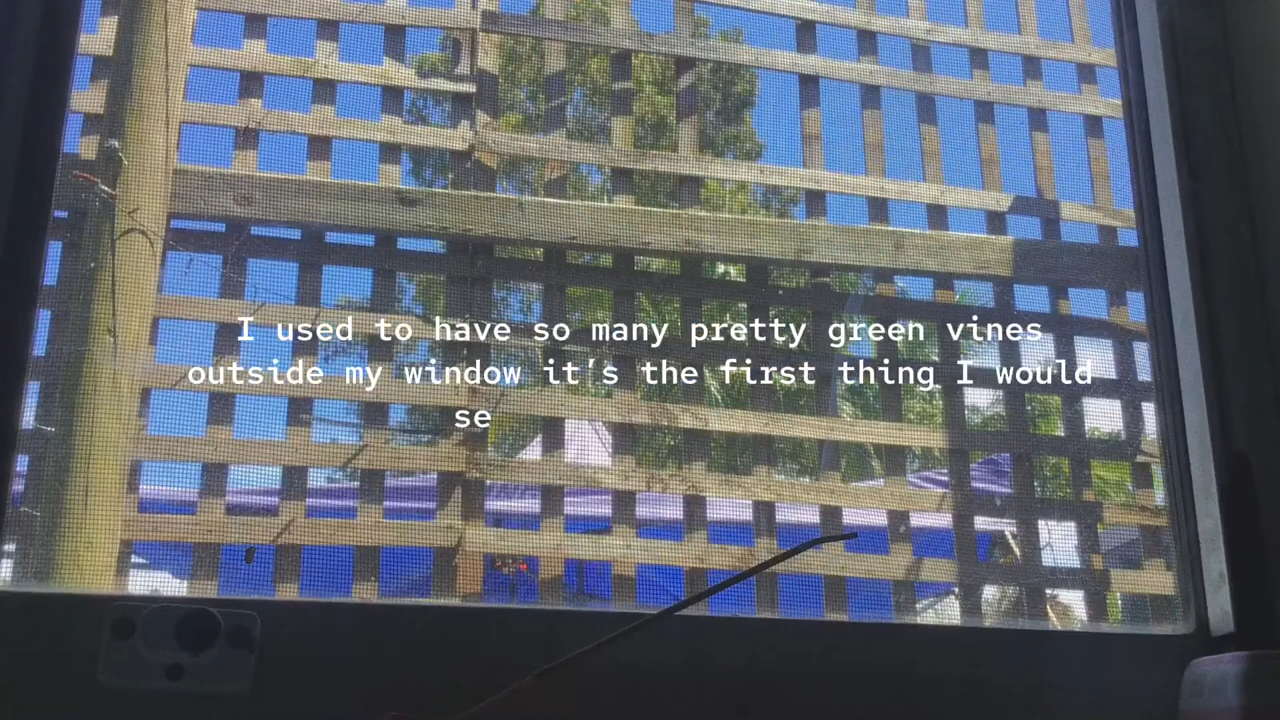 I used to have so many pretty green vines
outside my window it's the first thing I would
se